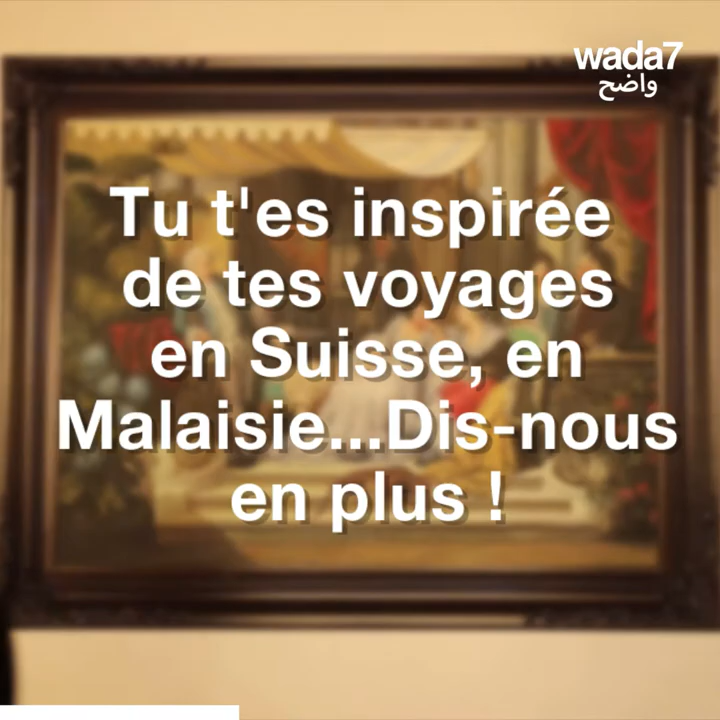 wada7
واضح
Tu t'es inspirée
de tes voyages
en Suisse, en
Malaisie...Dis-nous
en plus !